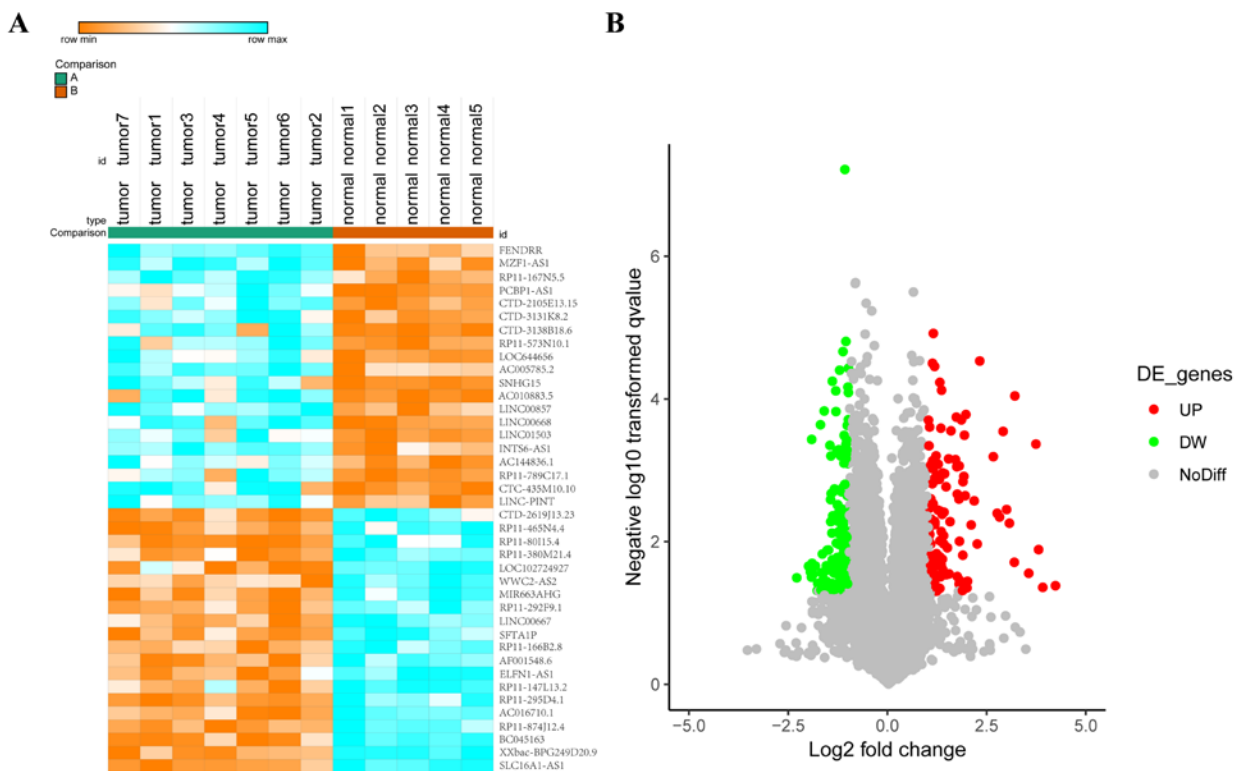 A
row min row max
Comparison
A
B
id tumor7 tumor1 tumor3 tumor4 tumor5 tumor6 tumor2 normal1 normal2 normal3 normal4 normal5
type tumor tumor tumor tumor tumor tumor tumor normal normal normal normal normal
Comparison id
FENDRR
MZF1-AS1
RP11-167N5.5
PCBP1-AS1
CTD-2105E13.15
CTD-3131K8.2
CTD-3138B18.6
RP11-573N10.1
LOC644656
AC005785.2
SNHG15
AC010883.5
LINC00857
LINC00668
LINC01503
INTS6-AS1
AC144836.1
RP11-789C17.1
CTC-435M10.10
LINC-PINT
CTD-2619J13.23
RP11-465N4.4
RP11-80I15.4
RP11-380M21.4
LOC102724927
WWC2-AS2
MIR663AHG
RP11-292F9.1
LINC00667
SFTA1P
RP11-166B2.8
AF001548.6
ELFN1-AS1
RP11-147L13.2
RP11-295D4.1
AC016710.1
RP11-874J12.4
BC045163
XXbac-BPG249D20.9
SLC16A1-AS1
B
Negative log10 transformed qvalue
6
4
2
0
−5.0 −2.5 0.0 2.5 5.0
Log2 fold change
DE_genes
UP
DW
NoDiff